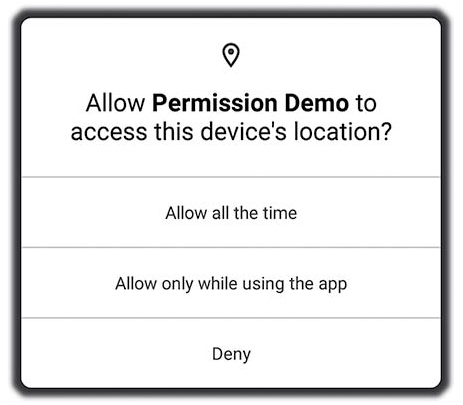 Allow Permission Demo to
access this device's location?
Allow all the time
Allow only while using the app
Deny